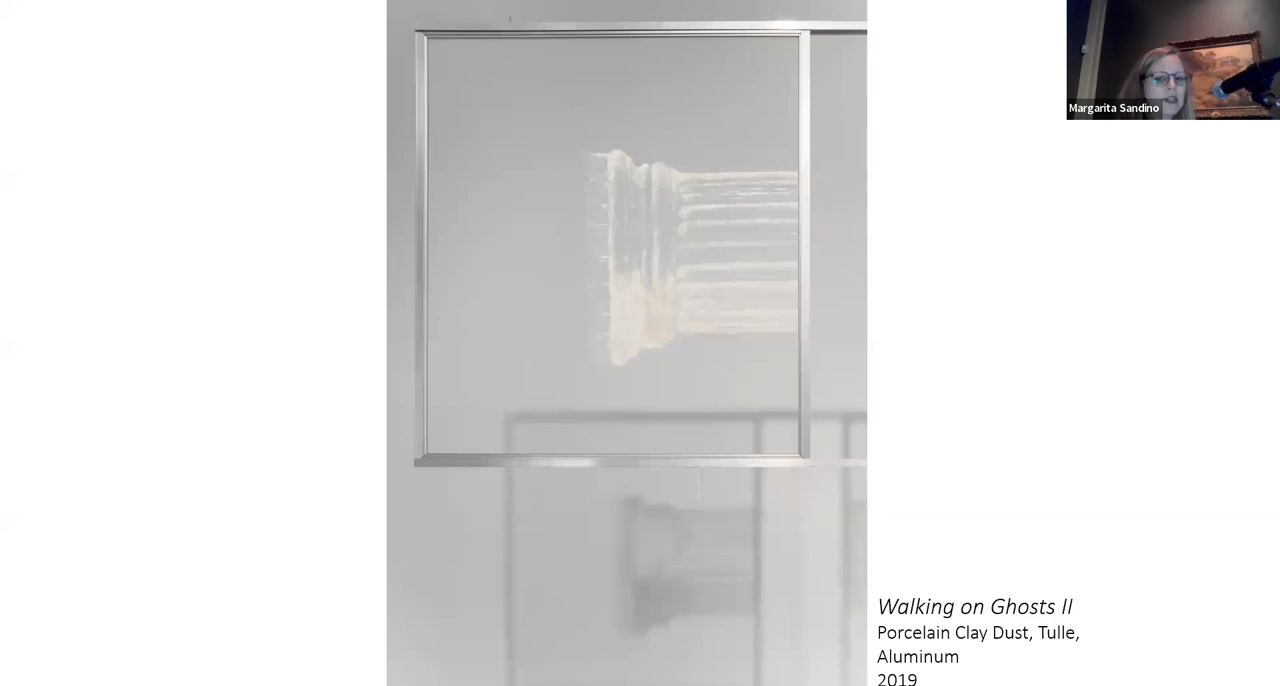 Margarita Sandino
Walking on Ghosts II
Porcelain Clay Dust, Tulle,
Aluminum
2019